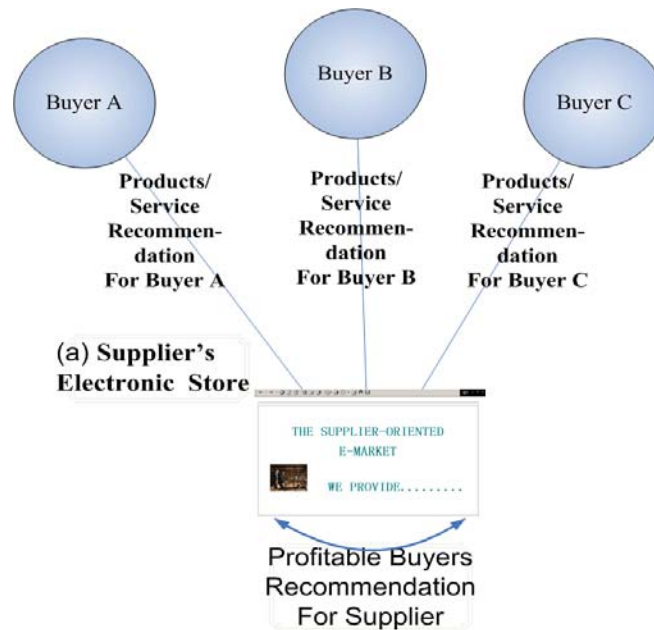 Buyer A
Buyer B
Buyer C
Products/
Service
Recommen-
dation
For Buyer A
Products/
Service
Recommen-
dation
For Buyer B
Products/
Service
Recommen-
dation
For Buyer C
(a) Supplier's
Electronic Store
THE SUPPLIER-ORIENTED
E-MARKET
WE PROVIDE.........
Profitable Buyers
Recommendation
For Supplier